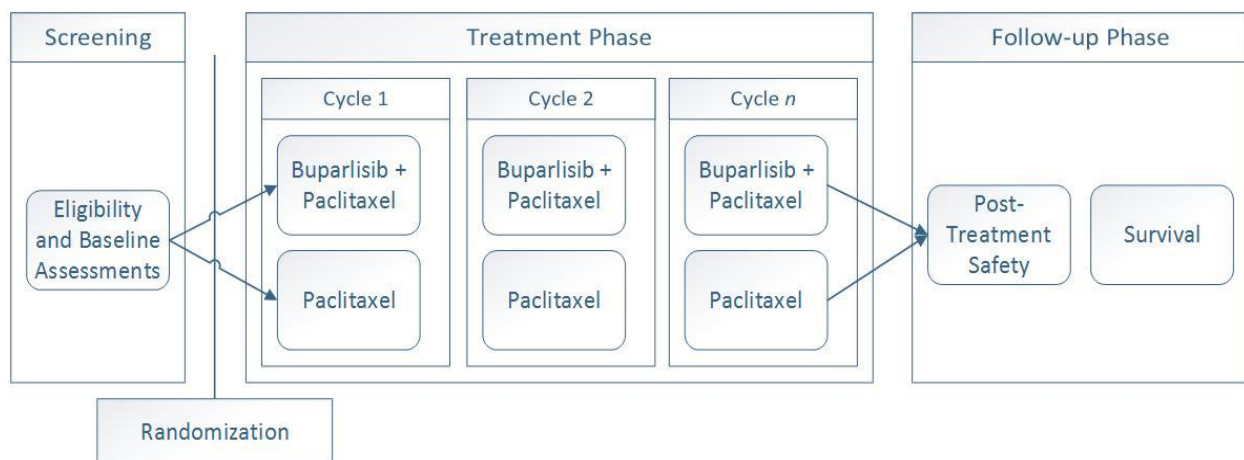 Screening
Eligibility
and Baseline
Assessments
Randomization
Treatment Phase
Cycle 1
Buparlisib +
Paclitaxel
Paclitaxel
Cycle 2
Buparlisib +
Paclitaxel
Paclitaxel
Cycle n
Buparlisib +
Paclitaxel
Paclitaxel
Follow-up Phase
Post-
Treatment
Safety
Survival